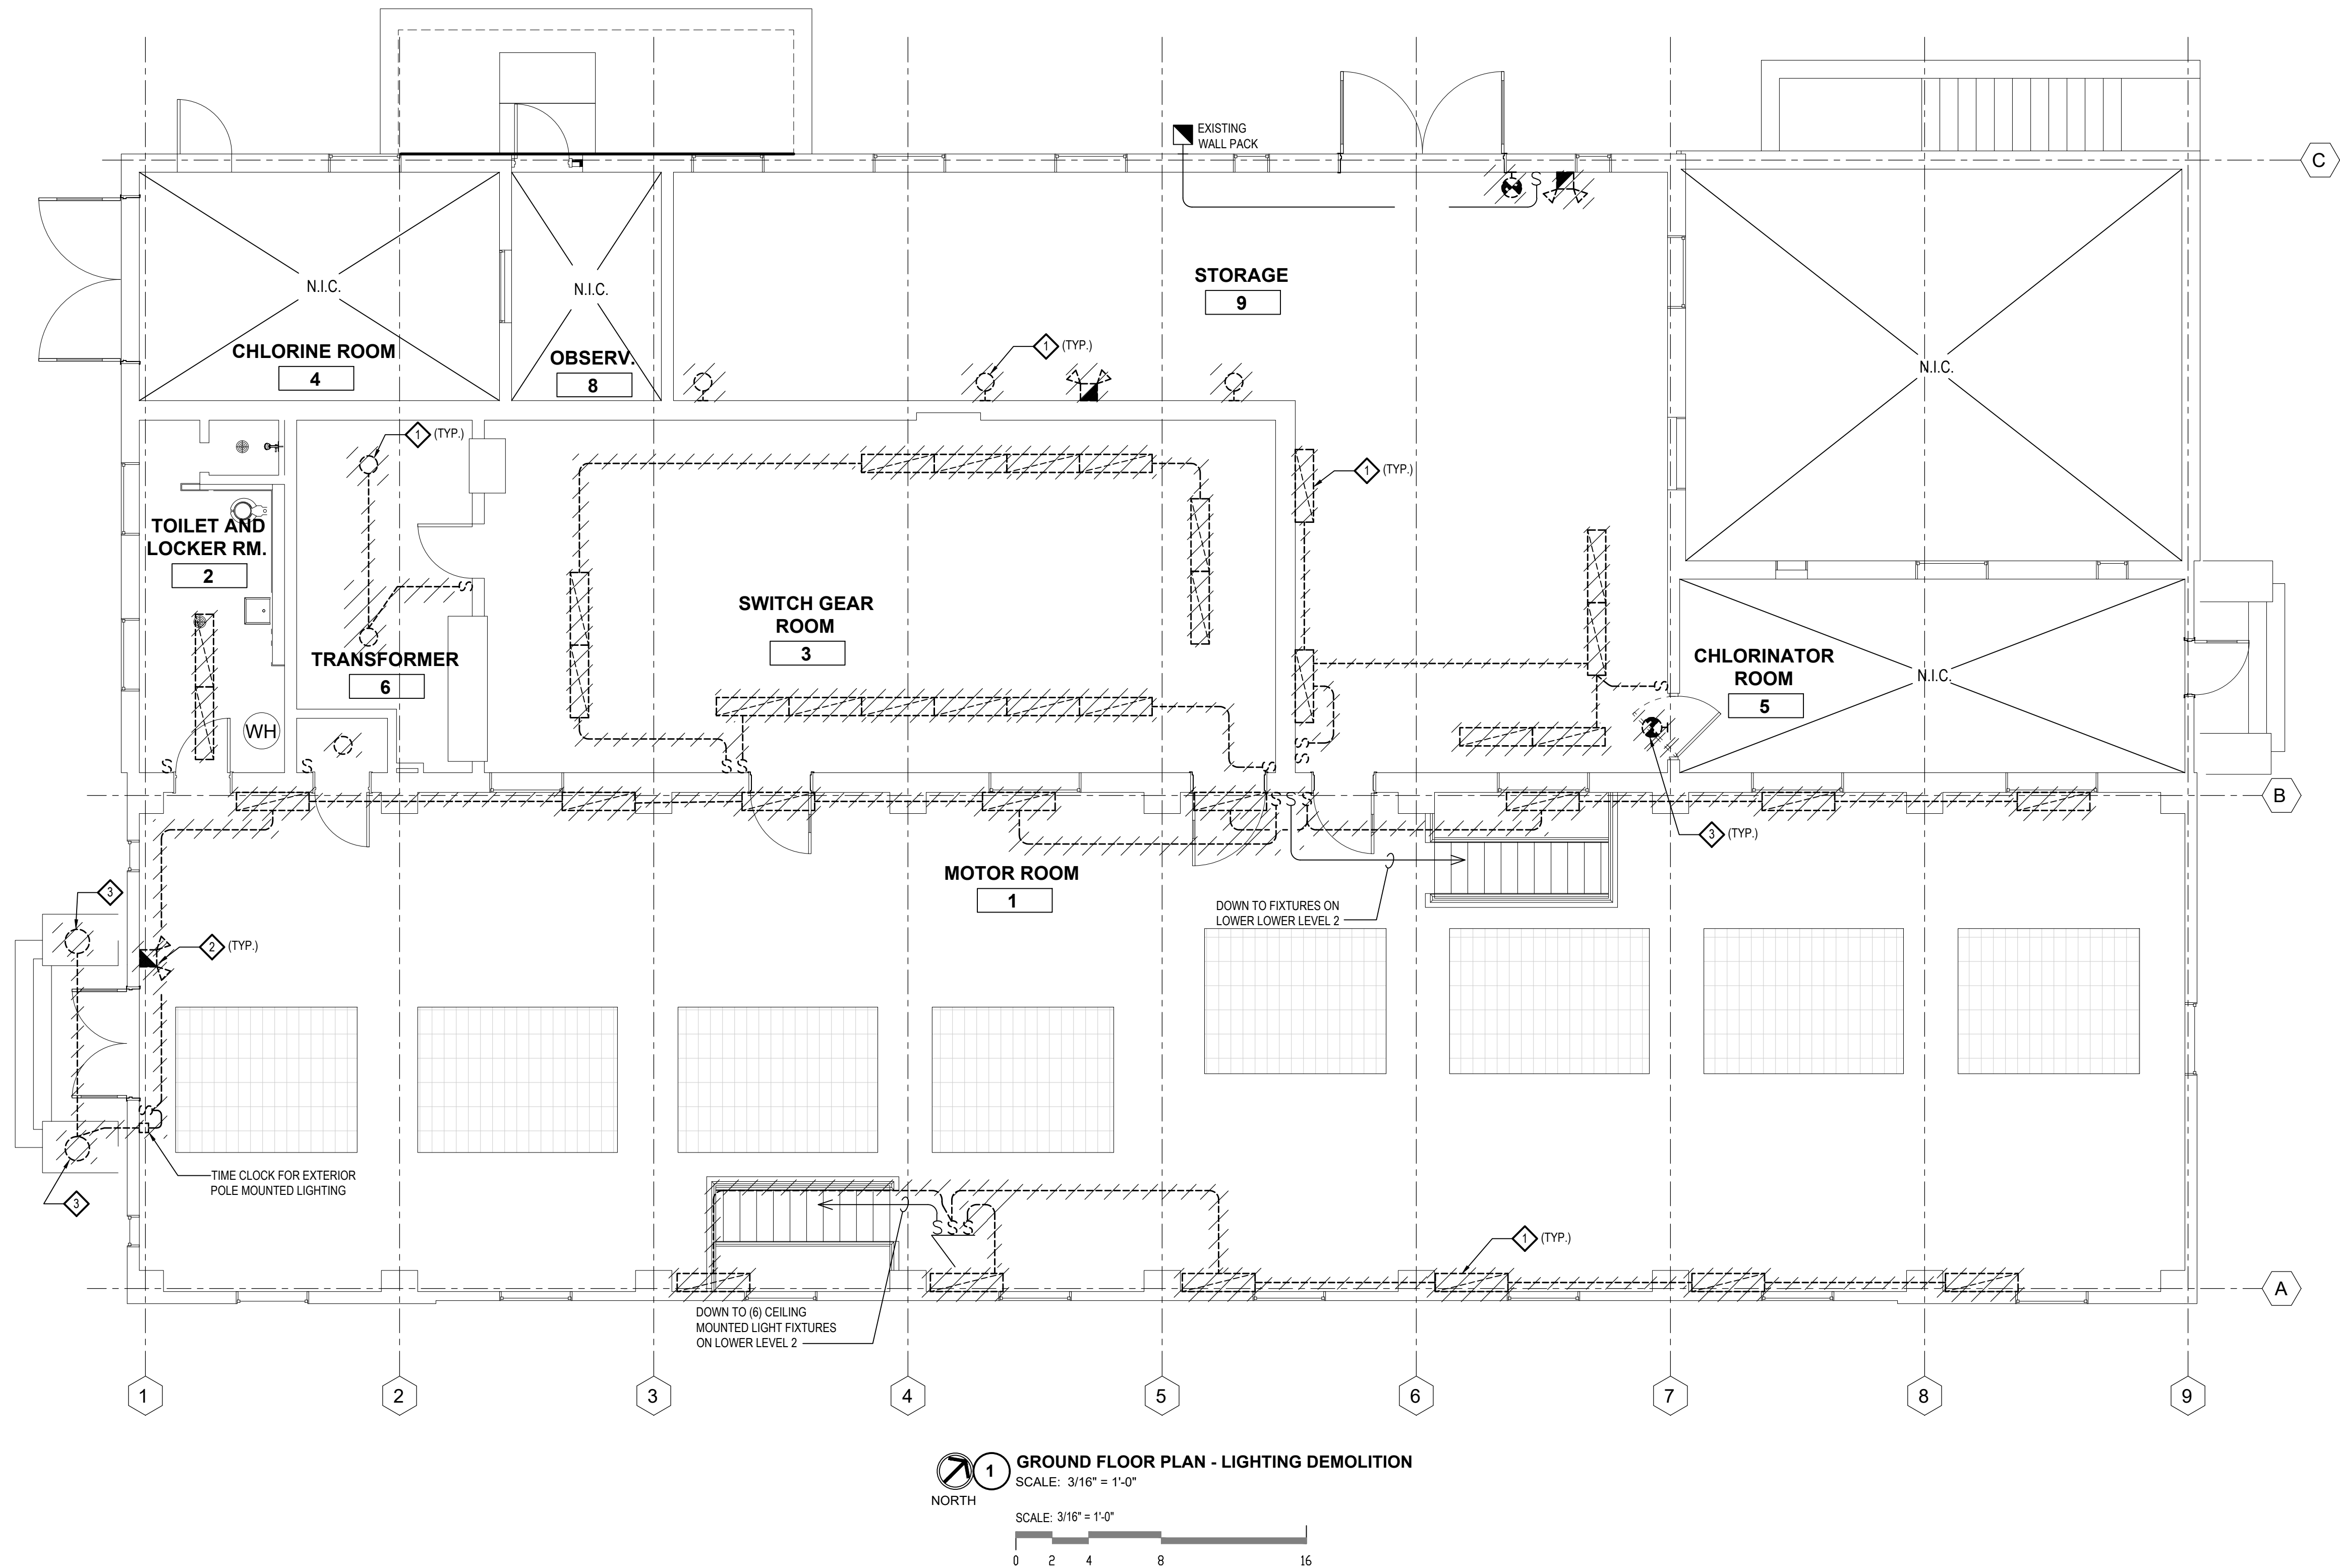 EXISTING
WALL PACK
C
STORAGE
9
N.I.C.
N.I.C.
CHLORINE ROOM
4
OBSERV.
8
1 (TYP.)
N.I.C.
1 (TYP.)
1 (TYP.)
S
TOILET AND
LOCKER RM.
2
S
SWITCH GEAR
ROOM
3
TRANSFORMER
6
CHLORINATOR
ROOM
5
N.I.C.
S
WH
S
S
S
S
S S
S
S S S
B
3 (TYP.)
MOTOR ROOM
1
3
DOWN TO FIXTURES ON
LOWER LOWER LEVEL 2
2 (TYP.)
S
TIME CLOCK FOR EXTERIOR
POLE MOUNTED LIGHTING
3
S S S
1 (TYP.)
A
DOWN TO (6) CEILING
MOUNTED LIGHT FIXTURES
ON LOWER LEVEL 2
1 2 3 4 5 6 7 8 9
1
GROUND FLOOR PLAN - LIGHTING DEMOLITION
SCALE: 3/16" = 1'-0"
NORTH
SCALE: 3/16" = 1'-0"
0 2 4 8 16